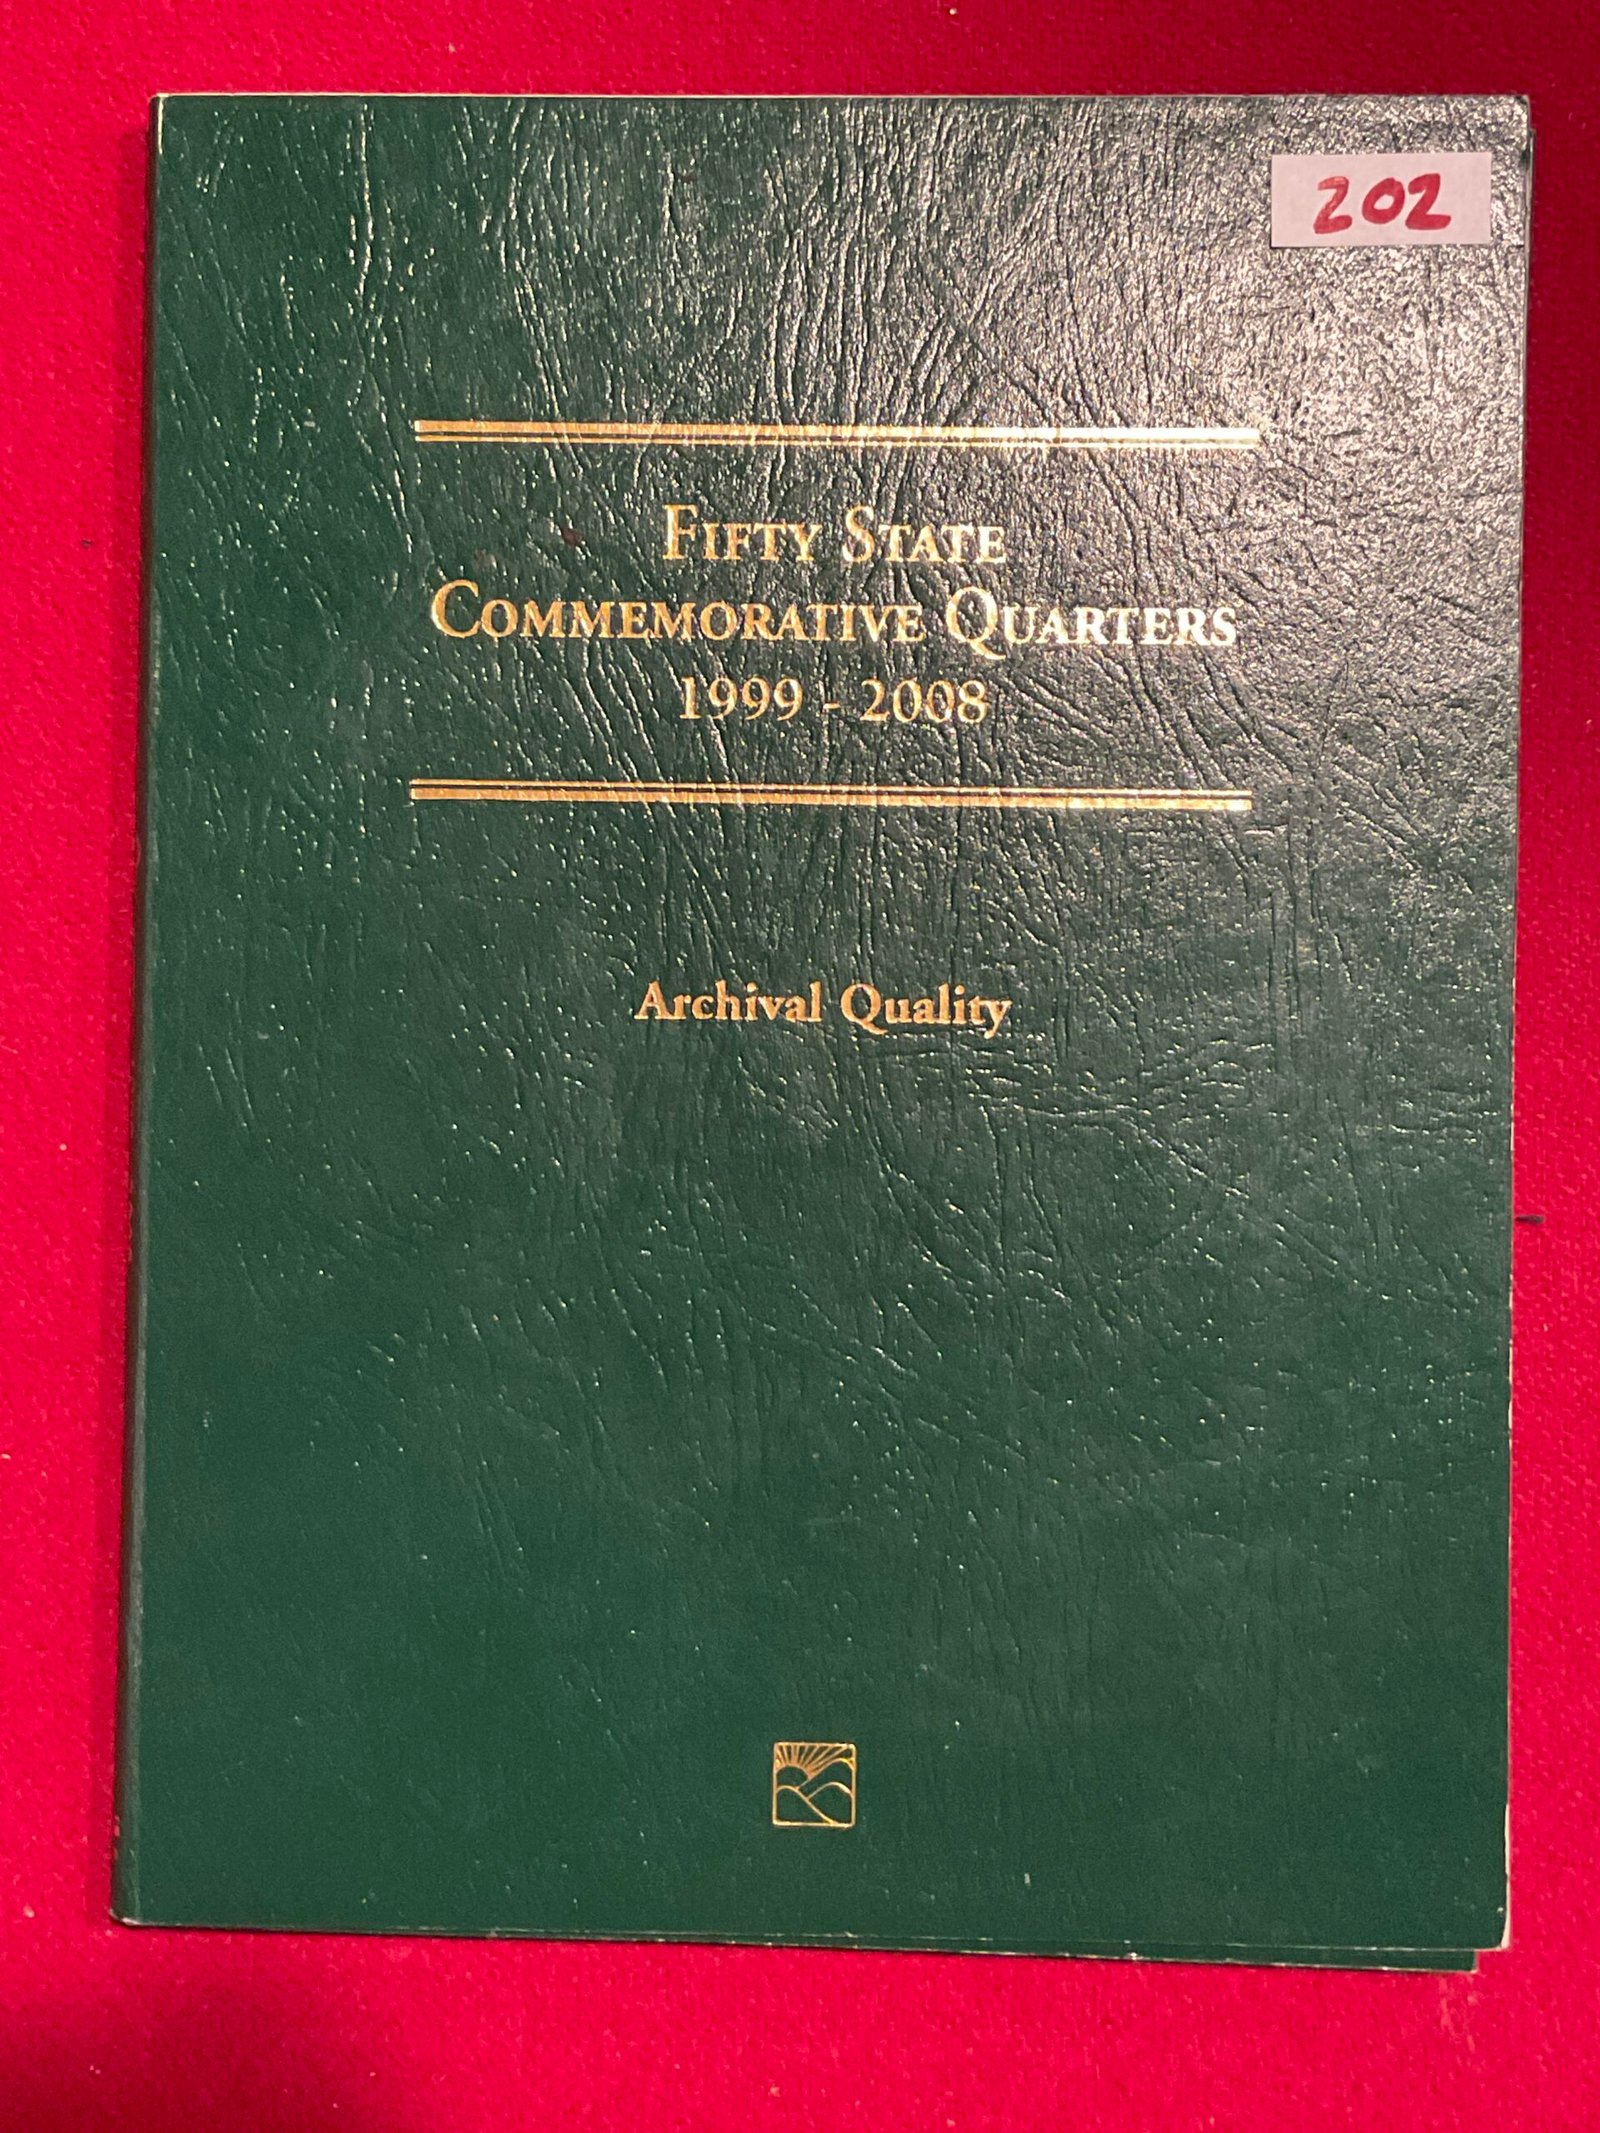 202
FIFTY STATE
COMMEMORATIVE QUARTERS
1999 - 2008
Archival Quality